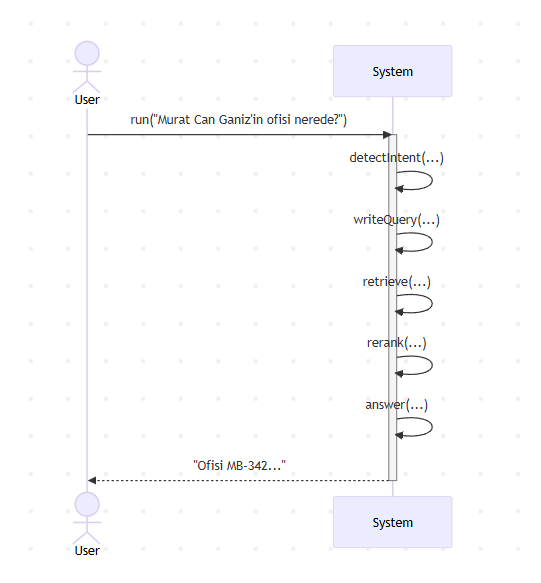 System
User
run("Murat Can Ganiz'in ofisi nerede?")
detectIntent(...)
writeQuery(...)
retrieve(...)
rerank(...)
answer(...)
"Ofisi MB-342..."
System
User